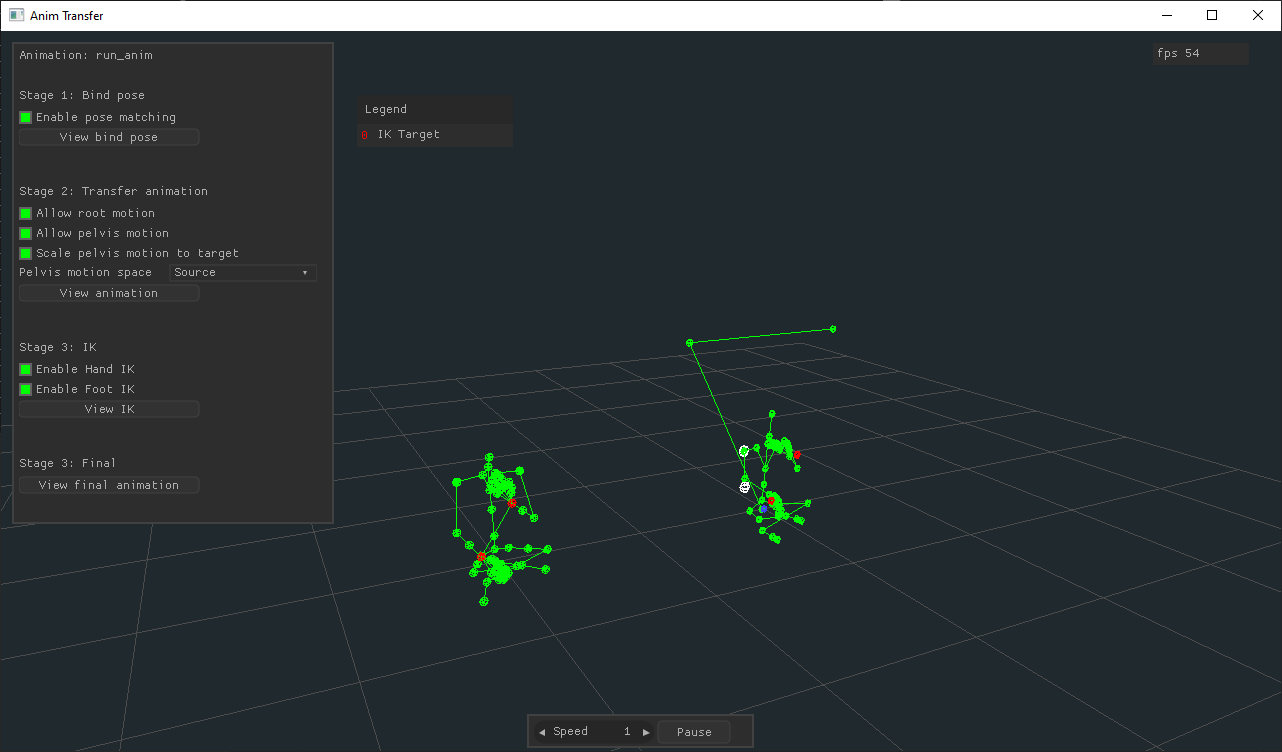 Anim Transfer
Animation: run_anim
fps 54
Stage 1: Bind pose
Enable pose matching
View bind pose
Legend
IK Target
Stage 2: Transfer animation
Allow root motion
Allow pelvis motion
Scale pelvis motion to target
Pelvis motion space Source
View animation
Stage 3: IK
Enable Hand IK
Enable Foot IK
View IK
Stage 3: Final
View final animation
Speed 1 Pause